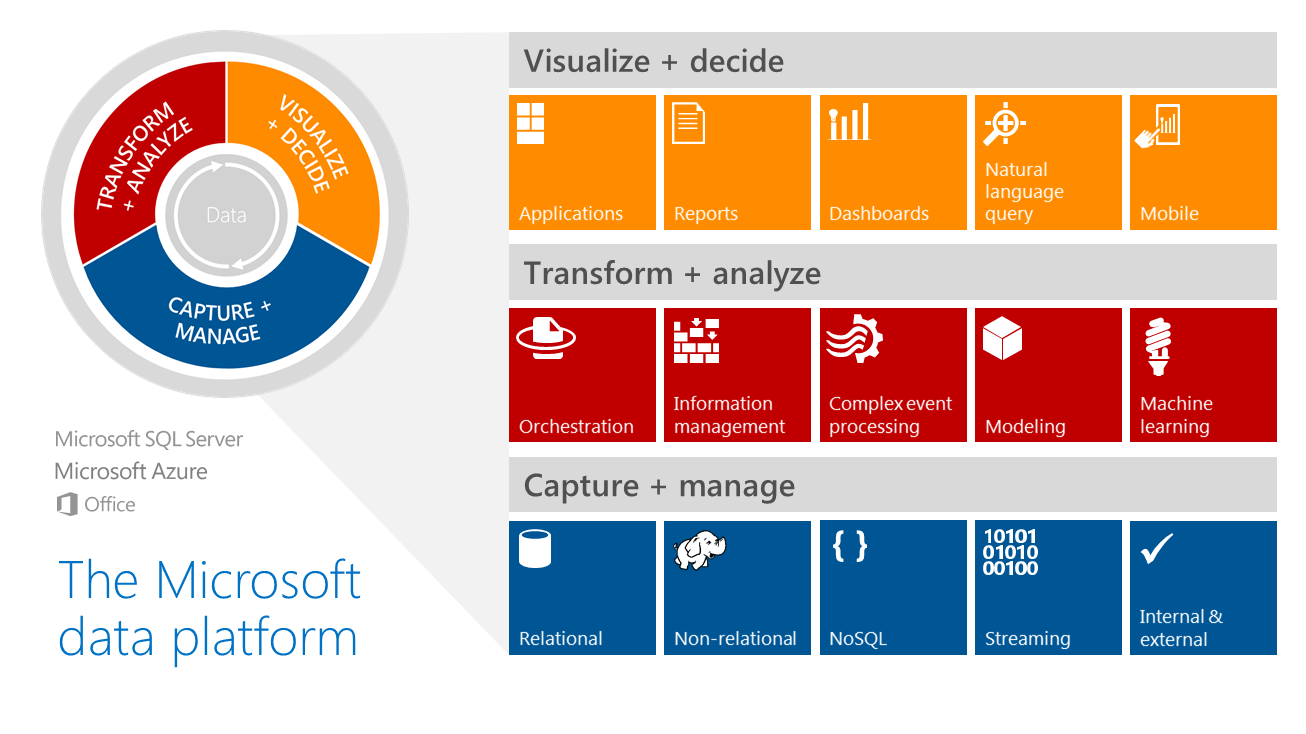 TRANSFORM
+ ANALYZE
VISUALIZE
+ DECIDE
Data
CAPTURE +
MANAGE
Microsoft SQL Server
Microsoft Azure
Office
The Microsoft
data platform
Visualize + decide
Applications
Reports
Dashboards
Natural
language
query
Mobile
Transform + analyze
Orchestration
Information
management
Complex event
processing
Modeling
Machine
learning
Capture + manage
Relational
Non-relational
{ }
NoSQL
10101
01010
00100
Streaming
Internal &
external